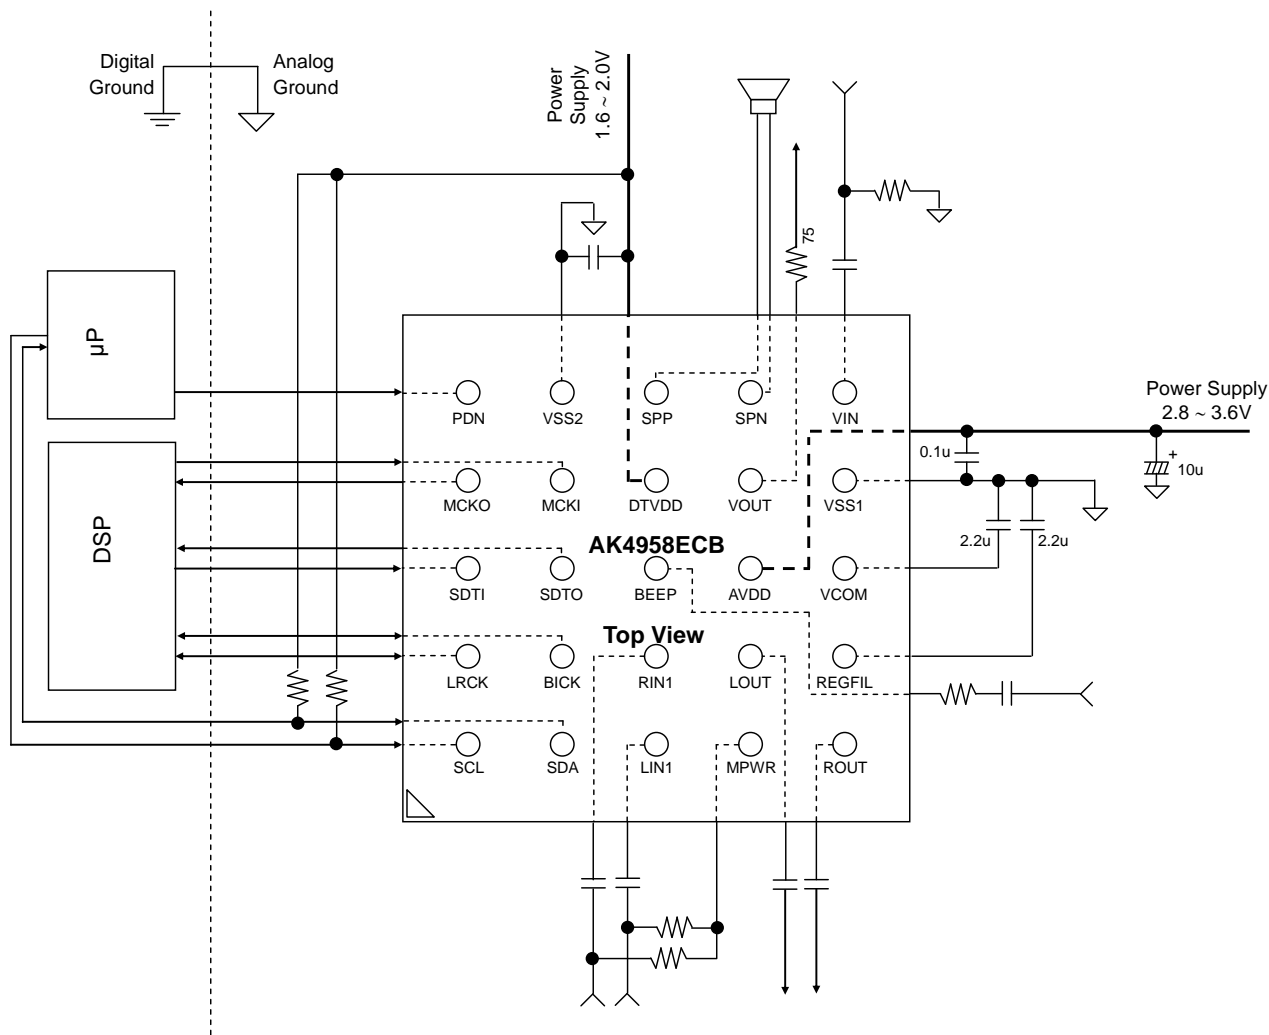 Digital
Ground
Analog
Ground
Power
Supply
1.6 ~ 2.0V
75
µP
Power Supply
2.8 ~ 3.6V
PDN
VSS2
SPP
SPN
VIN
0.1u
+
10u
DSP
MCKO
MCKI
DTVDD
VOUT
VSS1
2.2u
2.2u
AK4958ECB
SDTI
SDTO
BEEP
AVDD
VCOM
Top View
LRCK
BICK
RIN1
LOUT
REGFIL
SCL
SDA
LIN1
MPWR
ROUT